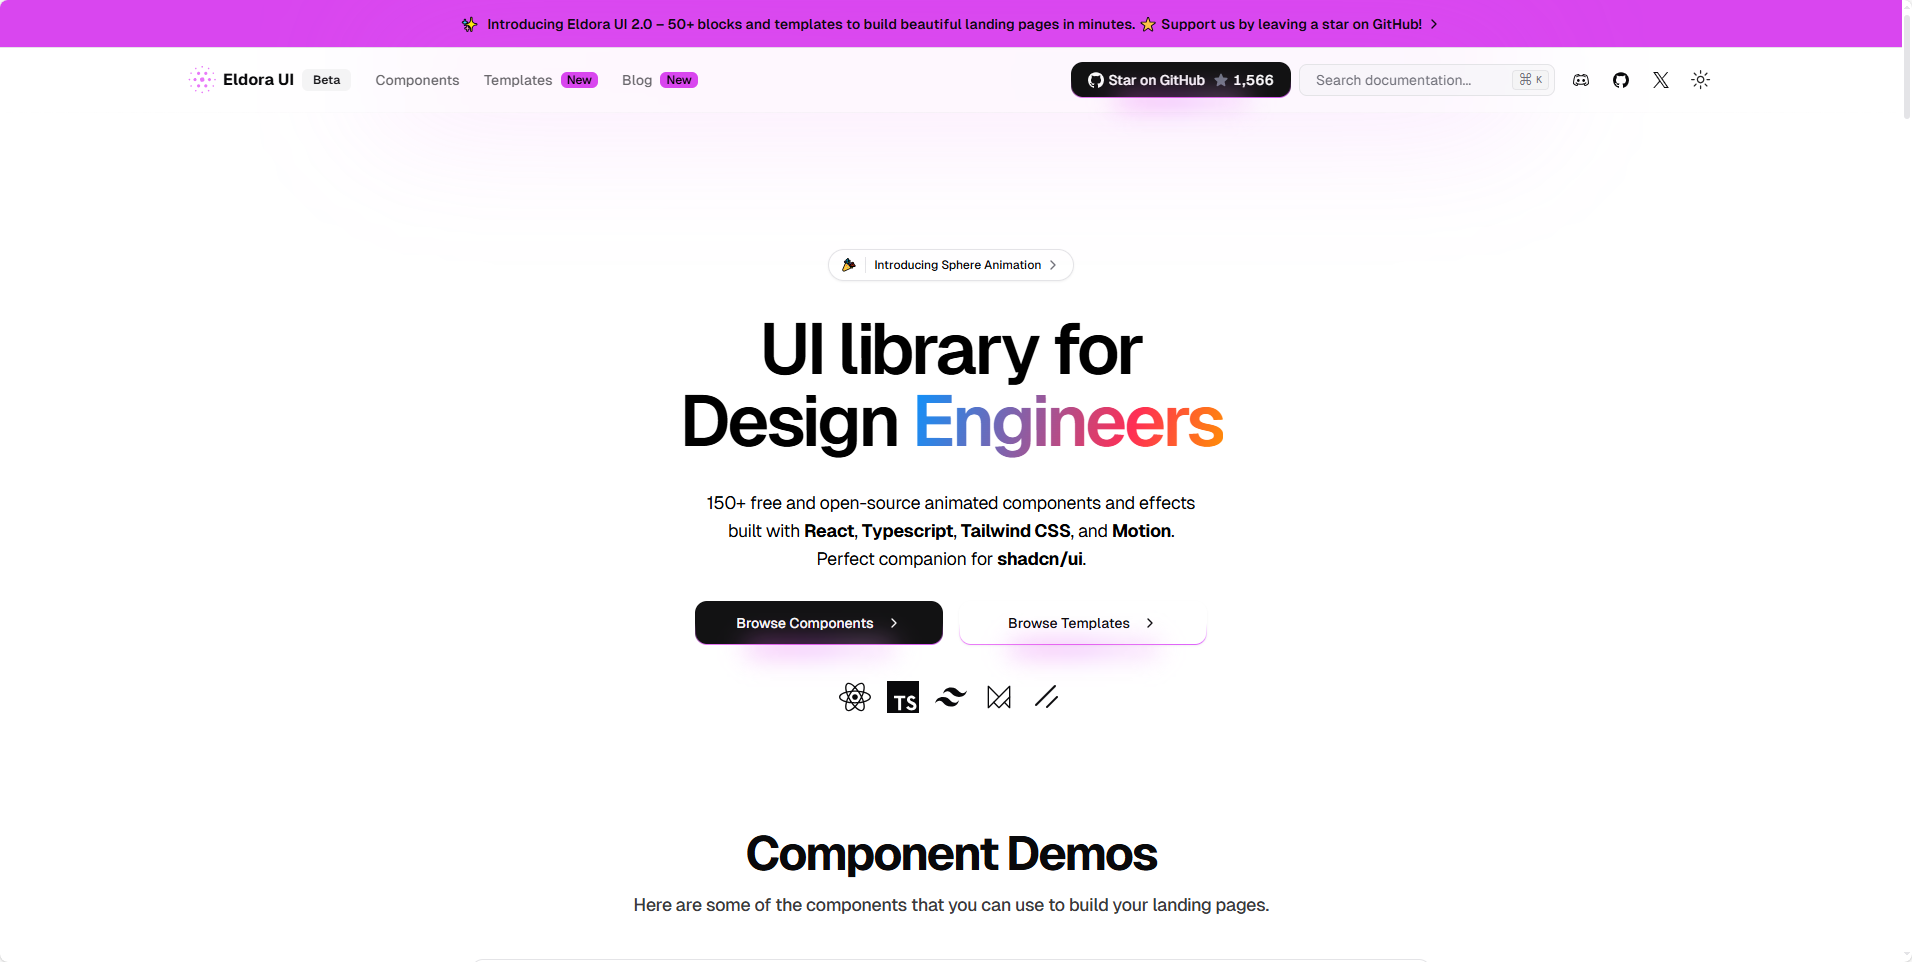 Introducing Eldora UI 2.0 – 50+ blocks and templates to build beautiful landing pages in minutes. ⭐ Support us by leaving a star on GitHub!
Eldora UI Beta Components Templates New Blog New Star on GitHub 1,566 Search documentation... ⌘ K
Introducing Sphere Animation
UI library for
Design Engineers
150+ free and open-source animated components and effects
built with React, Typescript, Tailwind CSS, and Motion.
Perfect companion for shadcn/ui.
Browse Components Browse Templates
TS
Component Demos
Here are some of the components that you can use to build your landing pages.